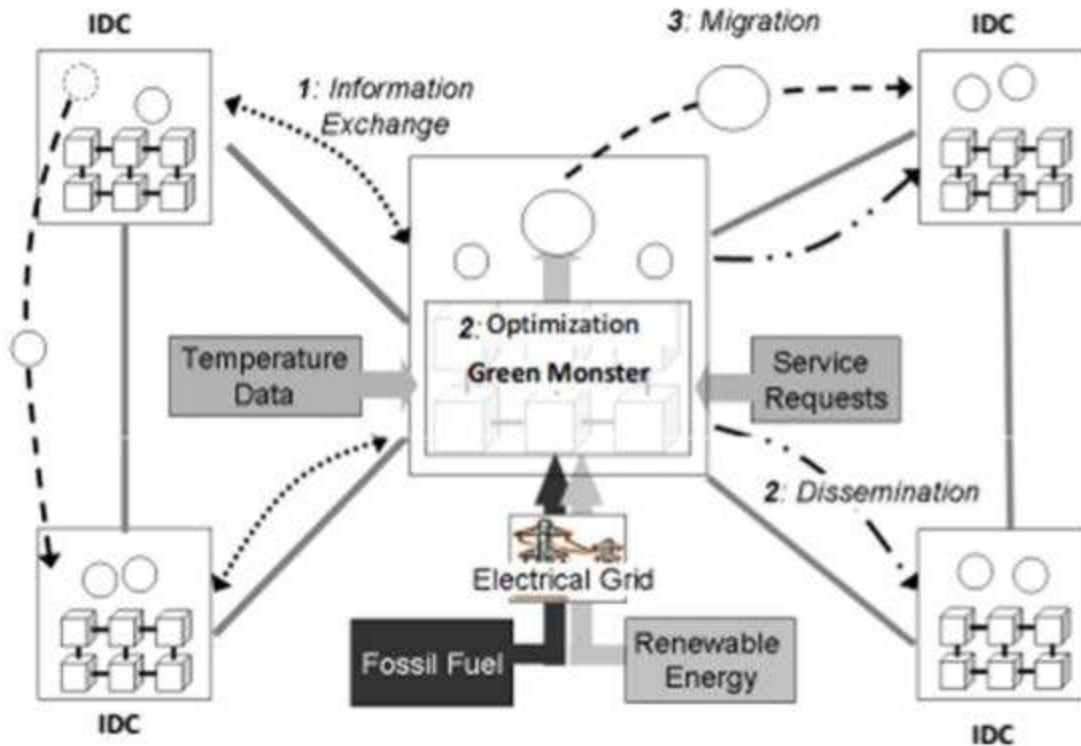 IDC
3: Migration
IDC
1: Information
Exchange
2: Optimization
Green Monster
Temperature
Data
Service
Requests
2: Dissemination
Electrical Grid
Fossil Fuel
Renewable
Energy
IDC
IDC